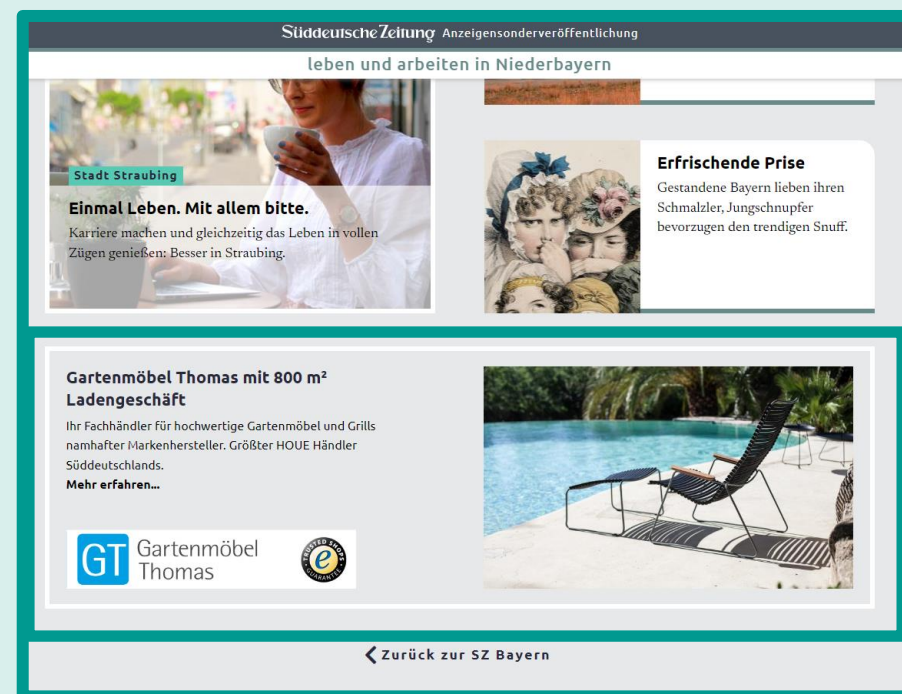 Süddeutsche Zeitung Anzeigensonderveröffentlichung
leben und arbeiten in Niederbayern
Stadt Straubing
Einmal Leben. Mit allem bitte.
Karriere machen und gleichzeitig das Leben in vollen
Zügen genießen: Besser in Straubing.
Erfrischende Prise
Gestandene Bayern lieben ihren
Schmalzler, Jungschnupfer
bevorzugen den trendigen Snuff.
Gartenmöbel Thomas mit 800 m²
Ladengeschäft
Ihr Fachhändler für hochwertige Gartenmöbel und Grills
namhafter Markenhersteller. Größter HOUE Händler
Süddeutschlands.
Mehr erfahren...
GT Gartenmöbel
Thomas
TRUSTED SHOPS
e
GUARANTEE
Zurück zur SZ Bayern